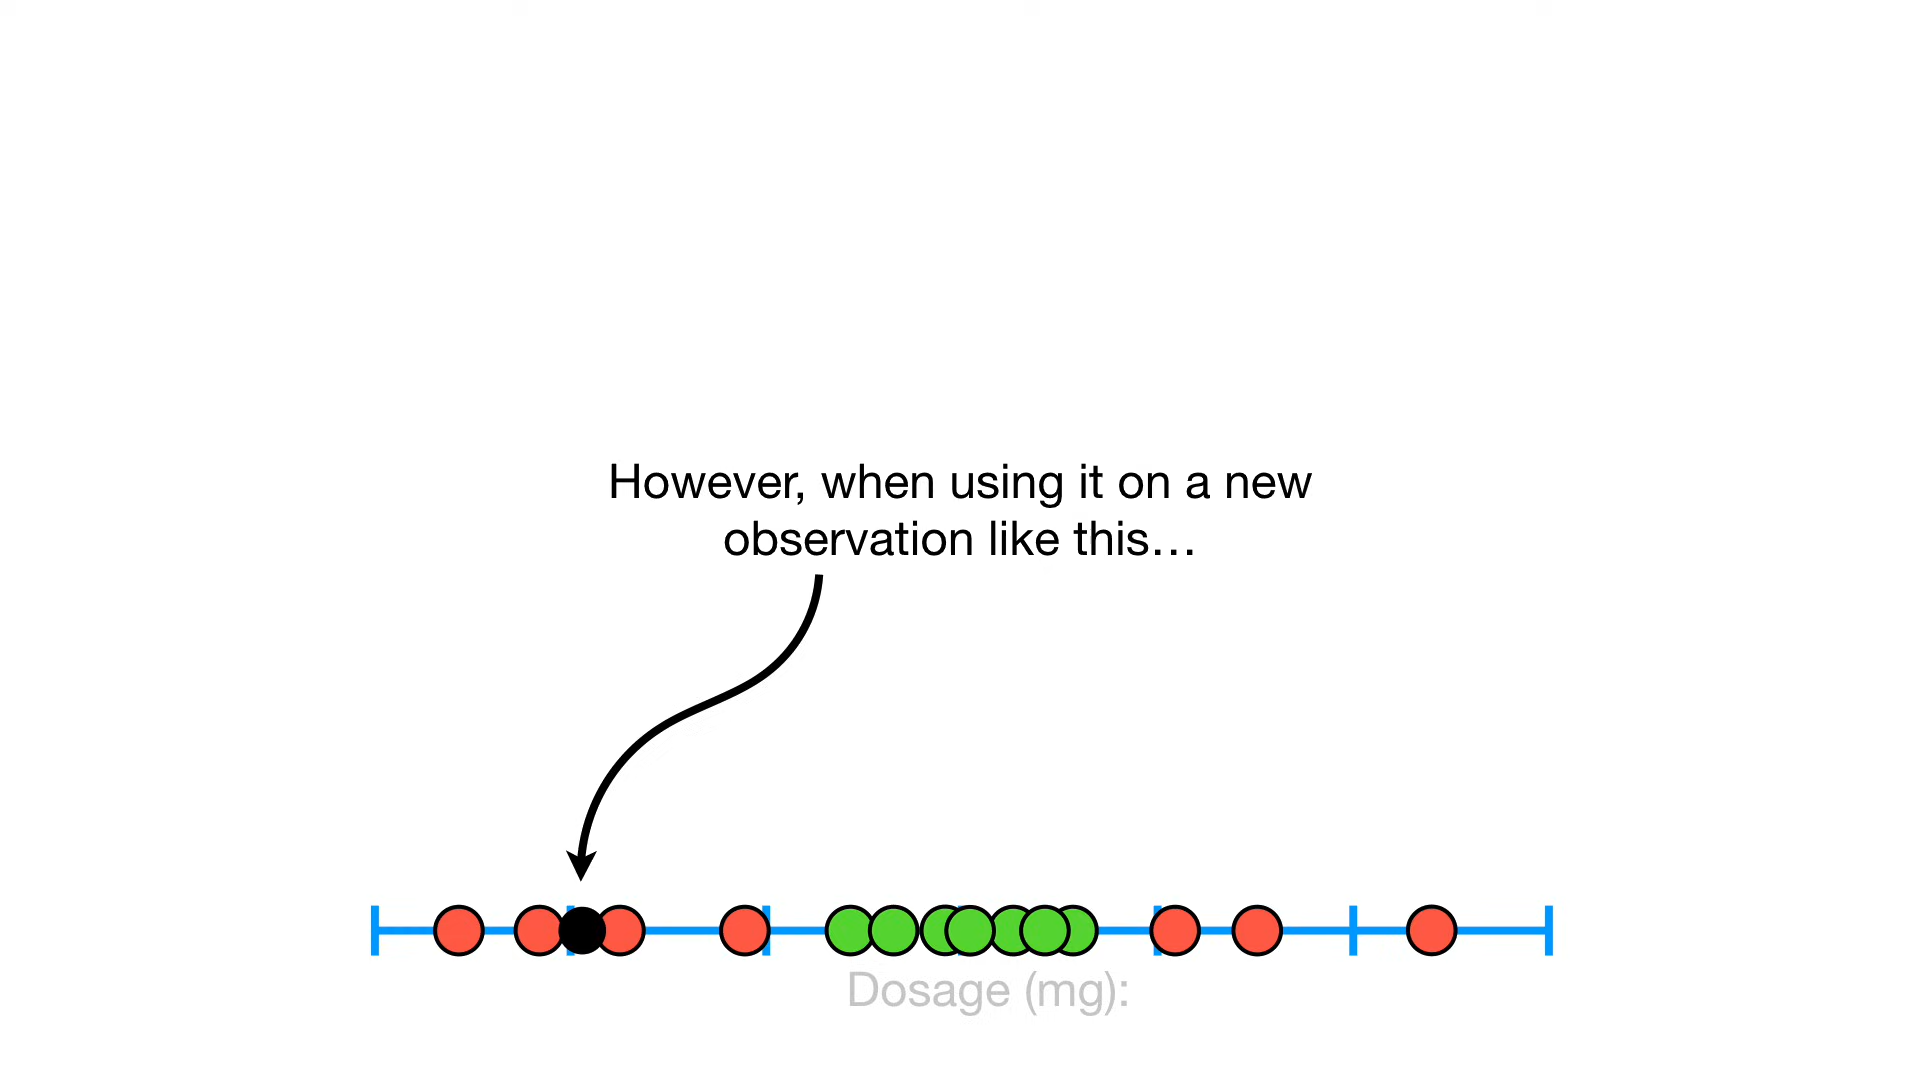 However, when using it on a new
observation like this…
Dosage (mg):